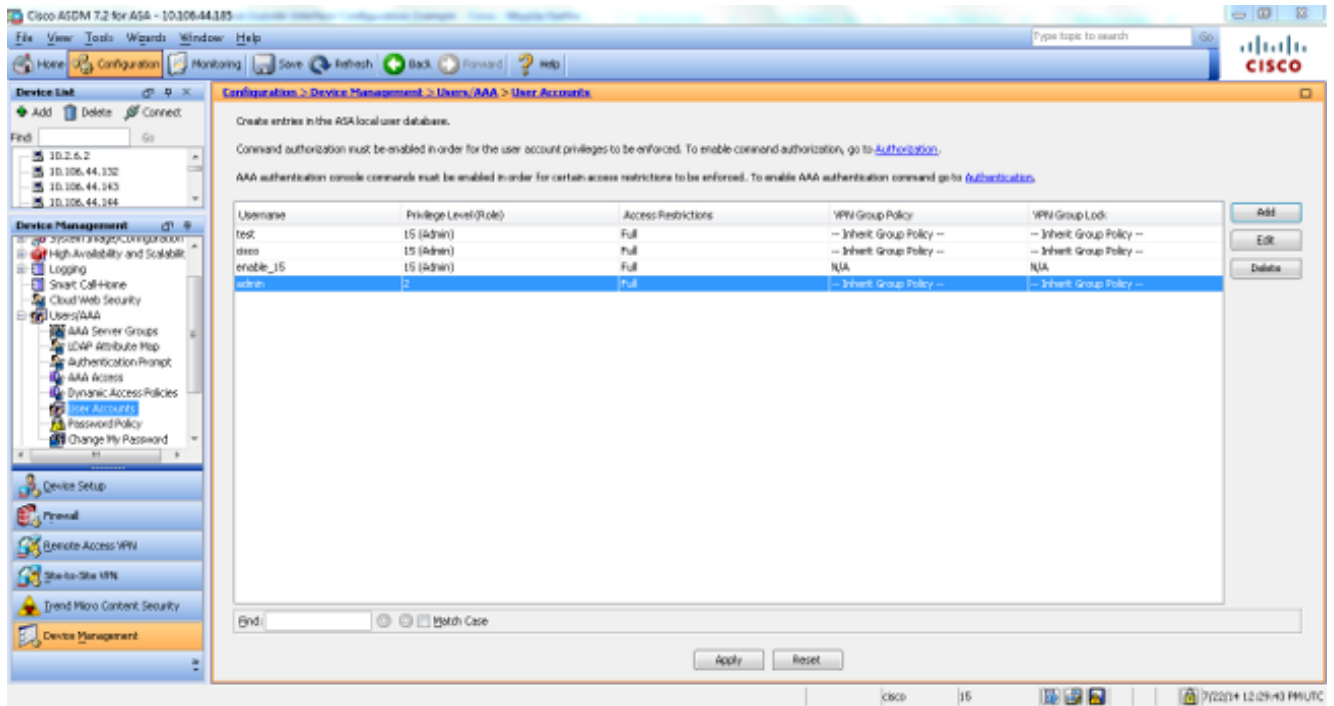 Cisco ASDM 7.2 for ASA - 10.106.44.185
File View Tools Wizards Window Help
Type topic to search
Go
Home Configuration Monitoring Save Refresh Back Forward Help
CISCO
Device List
Add Delete Connect
Find: Go
10.2.6.2
10.106.44.132
10.106.44.143
10.106.44.144
Device Management
System Image/Configuration
High Availability and Scalabilit
Logging
Smart Call-Home
Cloud Web Security
Users/AAA
AAA Server Groups
LDAP Attribute Map
Authentication Prompt
AAA Access
Dynamic Access Policies
User Accounts
Password Policy
Change My Password
Device Setup
Firewall
Remote Access VPN
Site-to-Site VPN
Trend Micro Content Security
Device Management
Configuration > Device Management > Users/AAA > User Accounts
Create entries in the ASA local user database.
Command authorization must be enabled in order for the user account privileges to be enforced. To enable command authorization, go to Authorization.
AAA authentication console commands must be enabled in order for certain access restrictions to be enforced. To enable AAA authentication command go to Authentication.
Username Privilege Level (Role) Access Restrictions VPN Group Policy VPN Group Lock
test 15 (Admin) Full -- Inherit Group Policy -- -- Inherit Group Policy --
cisco 15 (Admin) Full -- Inherit Group Policy -- -- Inherit Group Policy --
enable_15 15 (Admin) Full N/A N/A
admin 2 Full -- Inherit Group Policy -- -- Inherit Group Policy --
Add
Edit
Delete
Find: Match Case
Apply Reset
cisco 15 7/22/14 12:29:43 PM UTC